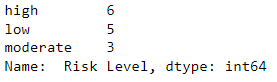 high        6
low         5
moderate    3
Name:  Risk Level, dtype: int64